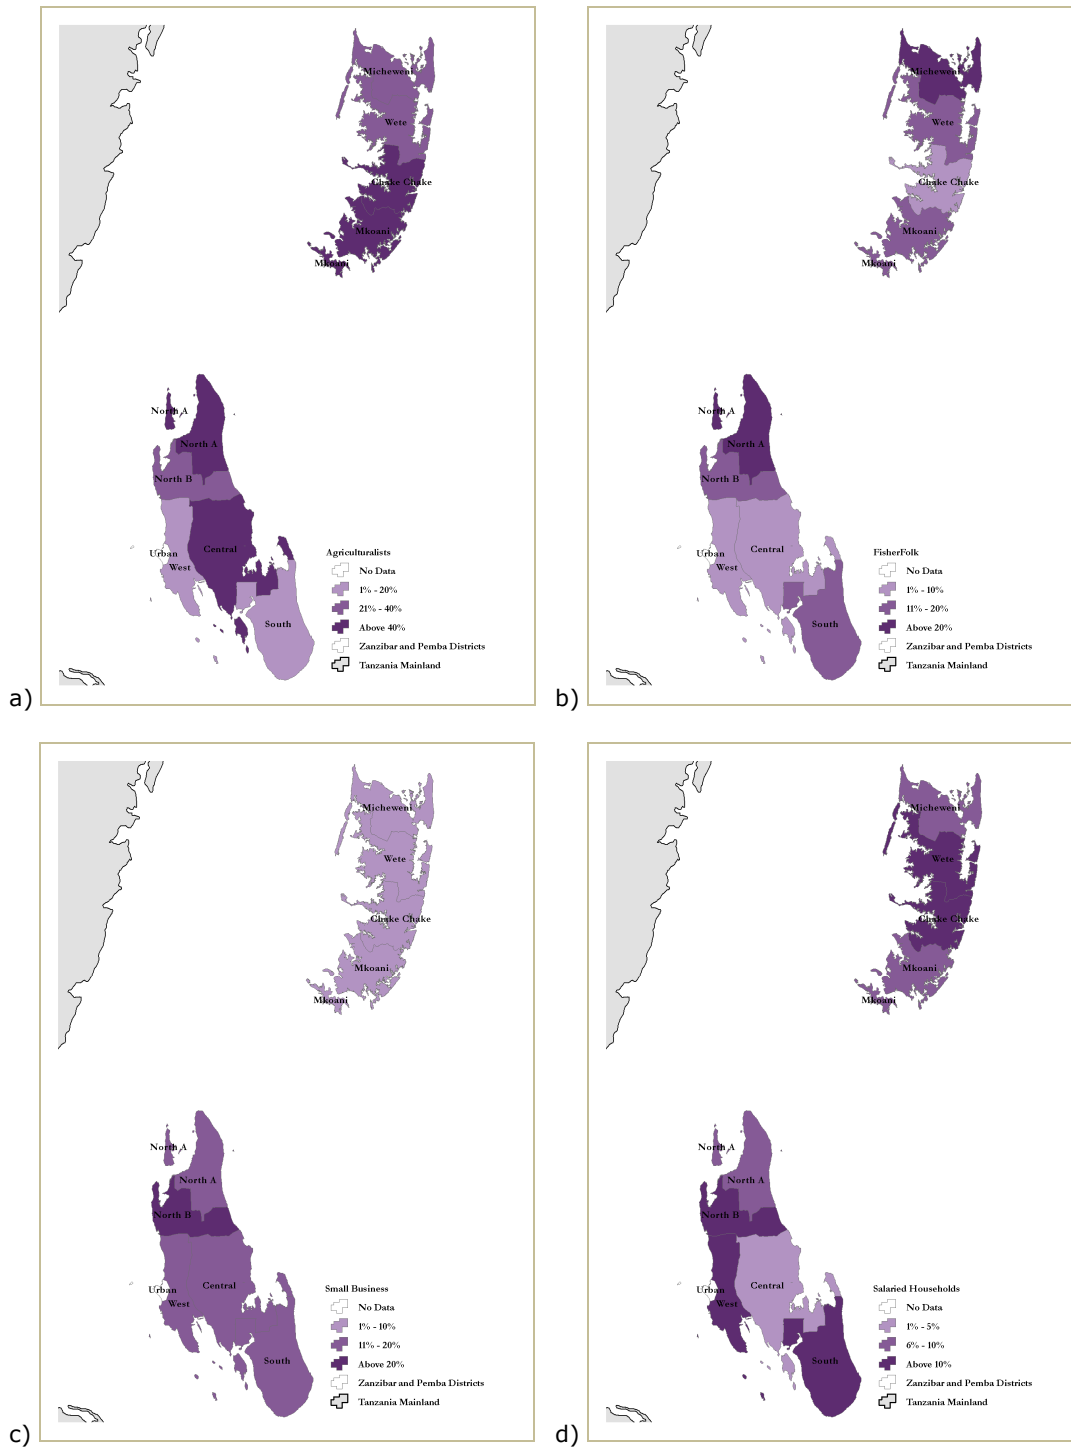 Micheweni
Wete
Chake Chake
Mkoani
Mkoani
North A
North A
North B
Urban
West
Central
South
Agriculturalists
No Data
1% - 20%
21% - 40%
Above 40%
Zanzibar and Pemba Districts
Tanzania Mainland
a)
Micheweni
Wete
Chake Chake
Mkoani
Mkoani
North A
North A
North B
Urban
West
Central
South
FisherFolk
No Data
1% - 10%
11% - 20%
Above 20%
Zanzibar and Pemba Districts
Tanzania Mainland
b)
Micheweni
Wete
Chake Chake
Mkoani
Mkoani
North A
North A
North B
Central
Urban
West
South
Small Business
No Data
1% - 10%
11% - 20%
Above 20%
Zanzibar and Pemba Districts
Tanzania Mainland
c)
Micheweni
Wete
Chake Chake
Mkoani
Mkoani
North A
North A
North B
Central
Urban
West
South
Salaried Households
No Data
1% - 5%
6% - 10%
Above 10%
Zanzibar and Pemba Districts
Tanzania Mainland
d)